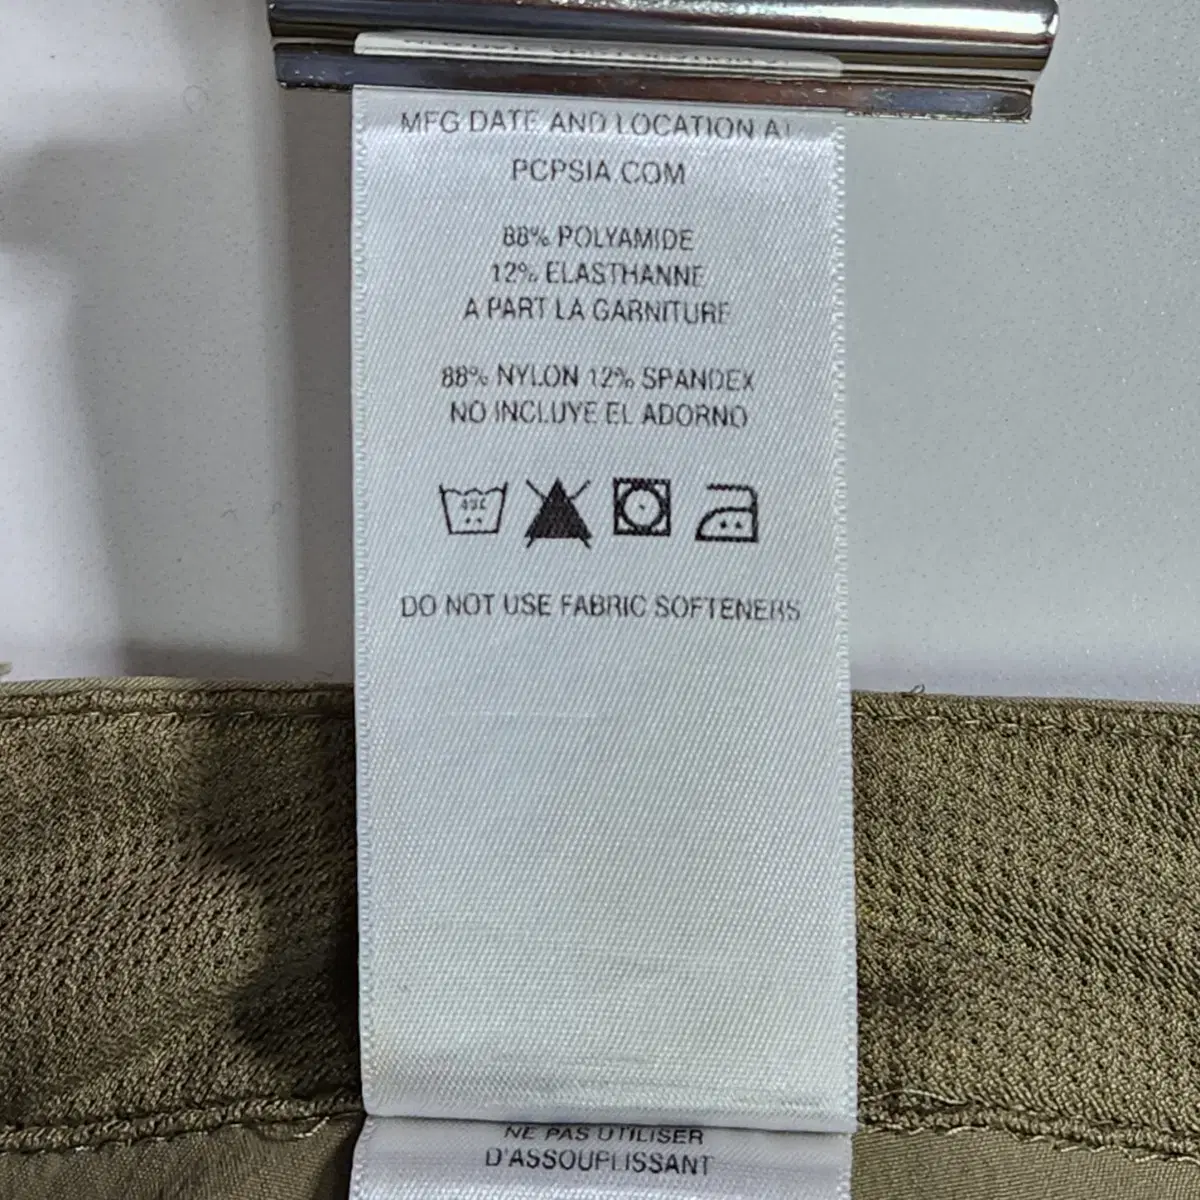 MFG DATE AND LOCATION AT
PCPSIA.COM
88% POLYAMIDE
12% ELASTHANNE
A PART LA GARNITURE
88% NYLON 12% SPANDEX
NO INCLUYE EL ADORNO
40C
DO NOT USE FABRIC SOFTENERS
NE PAS UTILISER
D'ASSOUPLISSANT